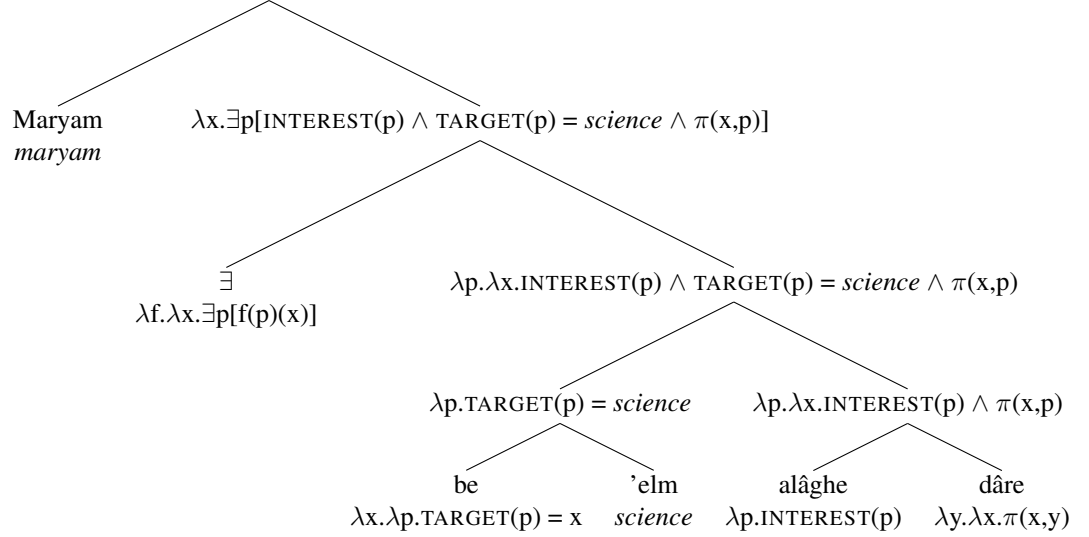 Maryam
maryam
λx.∃p[INTEREST(p) ∧ TARGET(p) = science ∧ π(x,p)]
∃
λf.λx.∃p[f(p)(x)]
λp.λx.INTEREST(p) ∧ TARGET(p) = science ∧ π(x,p)
λp.TARGET(p) = science
λp.λx.INTEREST(p) ∧ π(x,p)
be
λx.λp.TARGET(p) = x
'elm
science
alâghe
λp.INTEREST(p)
dâre
λy.λx.π(x,y)